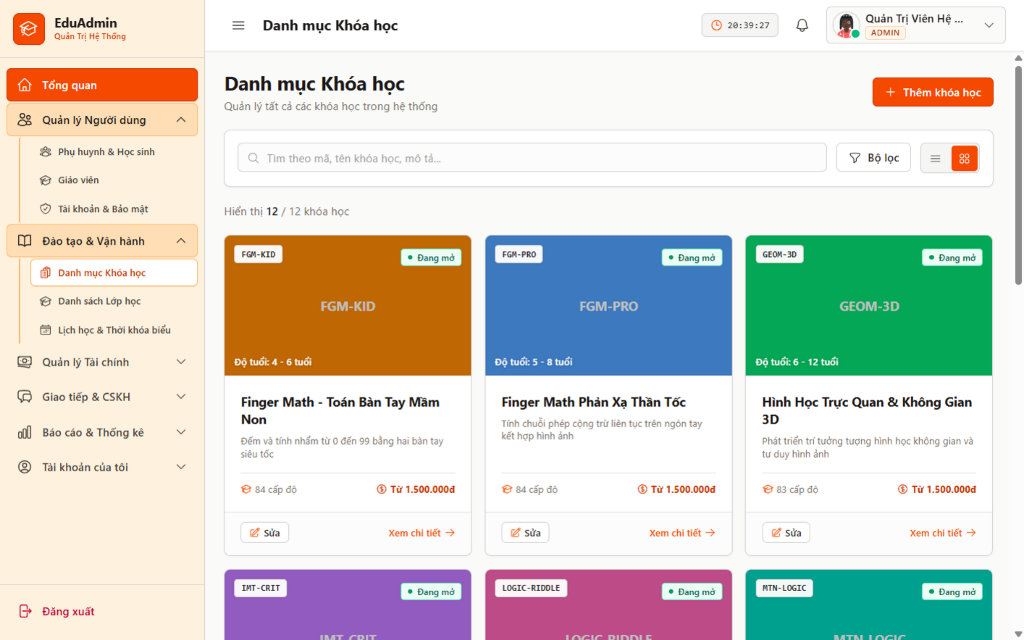 EduAdmin
Quản Trị Hệ Thống
Tổng quan
Quản lý Người dùng
Phụ huynh & Học sinh
Giáo viên
Tài khoản & Bảo mật
Đào tạo & Vận hành
Danh mục Khóa học
Danh sách Lớp học
Lịch học & Thời khóa biểu
Quản lý Tài chính
Giao tiếp & CSKH
Báo cáo & Thống kê
Tài khoản của tôi
Đăng xuất
Danh mục Khóa học
20:39:27
Quản Trị Viên Hệ ...
ADMIN
Danh mục Khóa học
Quản lý tất cả các khóa học trong hệ thống
Thêm khóa học
Tìm theo mã, tên khóa học, mô tả...
Bộ lọc
Hiển thị 12 / 12 khóa học
FGM-KID
Đang mở
FGM-KID
Độ tuổi: 4 - 6 tuổi
Finger Math - Toán Bàn Tay Mầm
Non
Đếm và tính nhẩm từ 0 đến 99 bằng hai bàn tay
siêu tốc
84 cấp độ
Từ 1.500.000đ
Sửa
Xem chi tiết
FGM-PRO
Đang mở
FGM-PRO
Độ tuổi: 5 - 8 tuổi
Finger Math Phản Xạ Thần Tốc
Tính chuỗi phép cộng trừ liên tục trên ngón tay
kết hợp hình ảnh
84 cấp độ
Từ 1.500.000đ
Sửa
Xem chi tiết
GEOM-3D
Đang mở
GEOM-3D
Độ tuổi: 6 - 12 tuổi
Hình Học Trực Quan & Không Gian
3D
Phát triển trí tưởng tượng hình học không gian và
tư duy hình ảnh
83 cấp độ
Từ 1.500.000đ
Sửa
Xem chi tiết
IMT-CRIT
Đang mở
IMT-CRIT
LOGIC-RIDDLE
Đang mở
LOGIC-RIDDLE
MTN-LOGIC
Đang mở
MTN-LOGIC